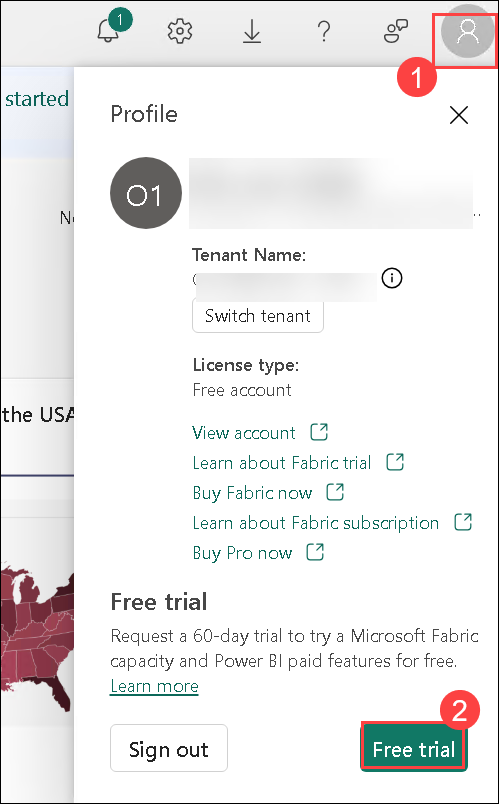 1
1
started
Profile
O1
No
Tenant Name:
Switch tenant
License type:
Free account
the USA
View account
Learn about Fabric trial
Buy Fabric now
Learn about Fabric subscription
Buy Pro now
Free trial
Request a 60-day trial to try a Microsoft Fabric
capacity and Power BI paid features for free.
Learn more
2
Sign out
Free trial